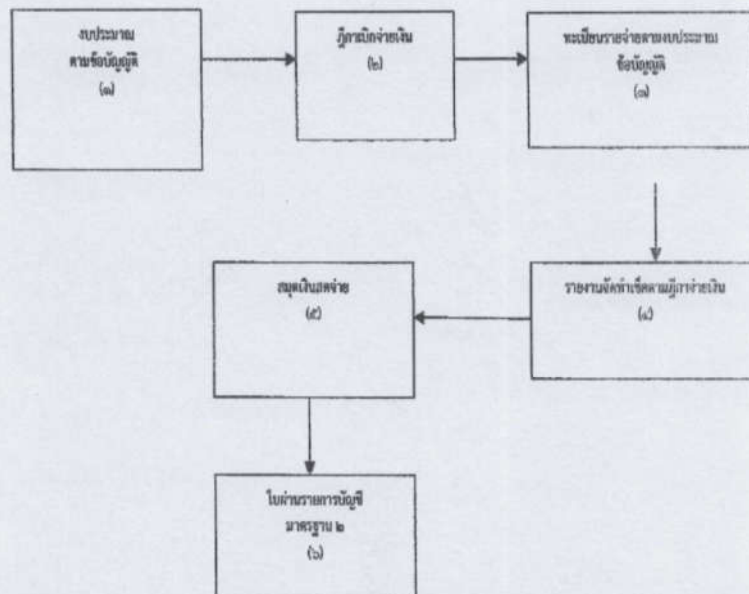 งบประมาณ
ตามข้อบัญญัติ
(๑)
ฎีกาเบิกจ่ายเงิน
(๒)
ทะเบียนรายจ่ายตามงบประมาณ
ข้อบัญญัติ
(๓)
รายงานจัดทำเช็คตามฎีกาจ่ายเงิน
(๔)
สมุดเงินสดจ่าย
(๕)
ใบผ่านรายการบัญชี
มาตรฐาน ๒
(๖)